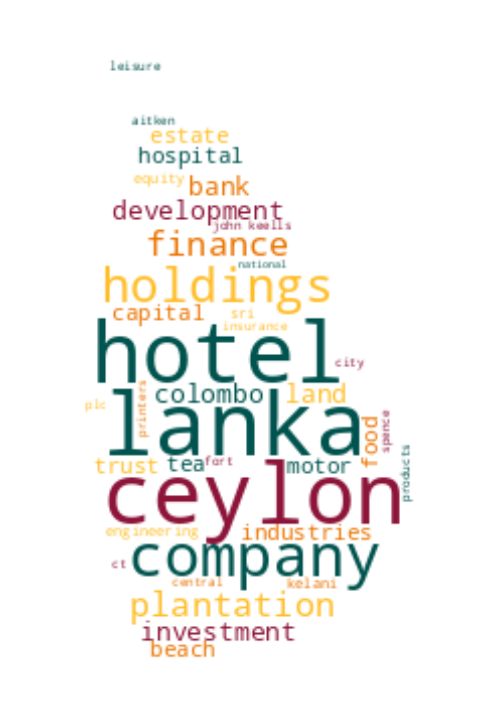 leisure
aitken
estate
hospital
equity bank
development
john keells
finance
national
holdings
capital sri
insurance
hotel
city
colombo land
plc printers
lanka
food spence
trust tea fort motor
products
ceylon
engineering industries
company
ct
central kelani
plantation
investment
beach